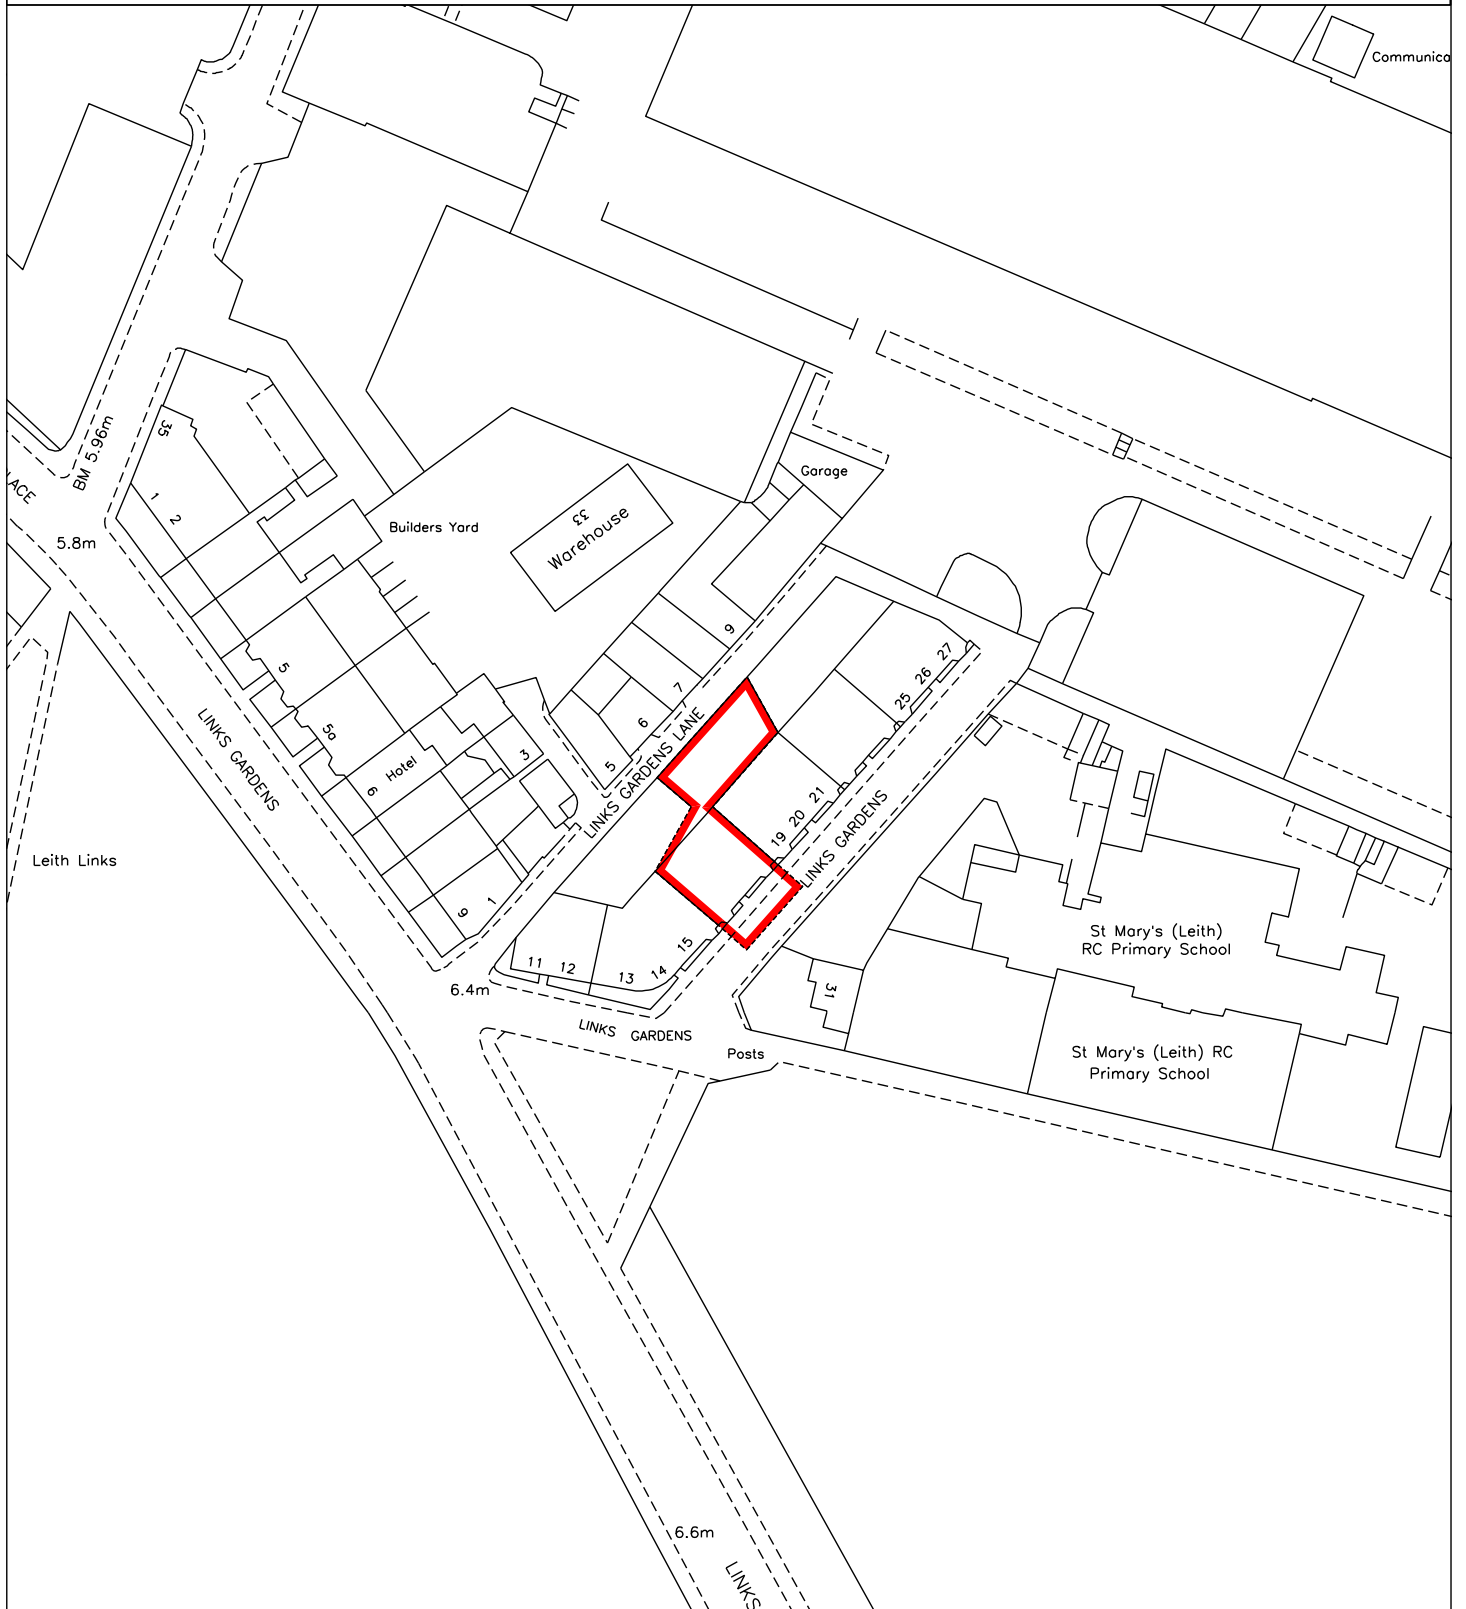 Communica
35
BM 5.96m
LACE
1
2
5.8m
Builders Yard
33
Warehouse
Garage
9
7
6
5
LINKS GARDENS LANE
5
5a
LINKS GARDENS
Hotel
6
3
9
1
Leith Links
27
26
25
21
20
19
LINKS GARDENS
15
14
13
12
11
6.4m
LINKS GARDENS
Posts
31
St Mary's (Leith)
RC Primary School
St Mary's (Leith) RC
Primary School
6.6m
LINKS